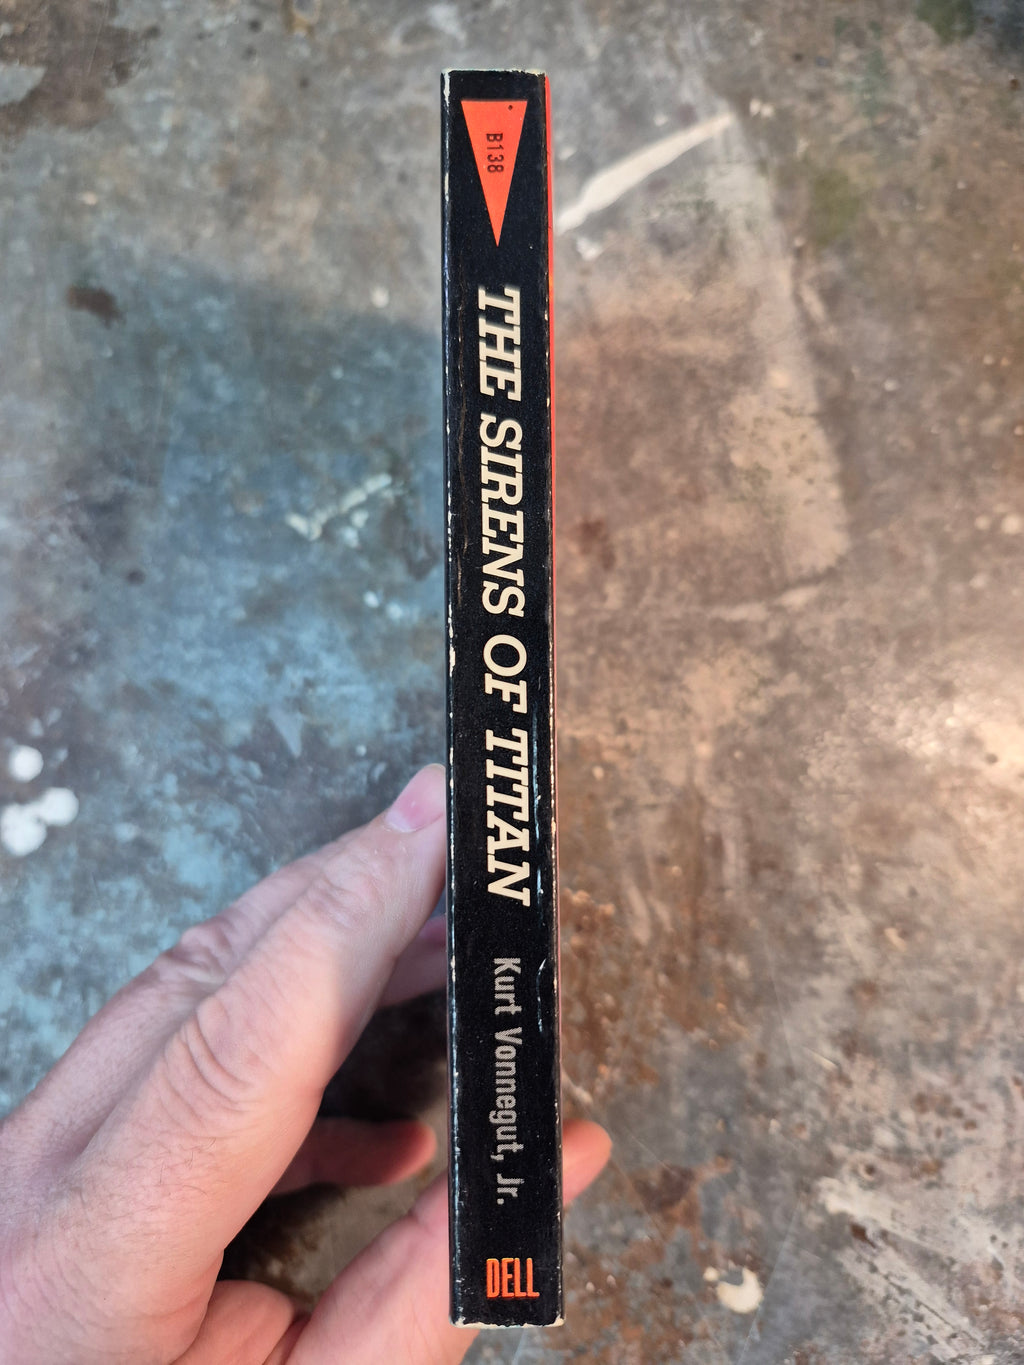 B138
THE SIRENS OF TITAN
Kurt Vonnegut, Jr.
DELL